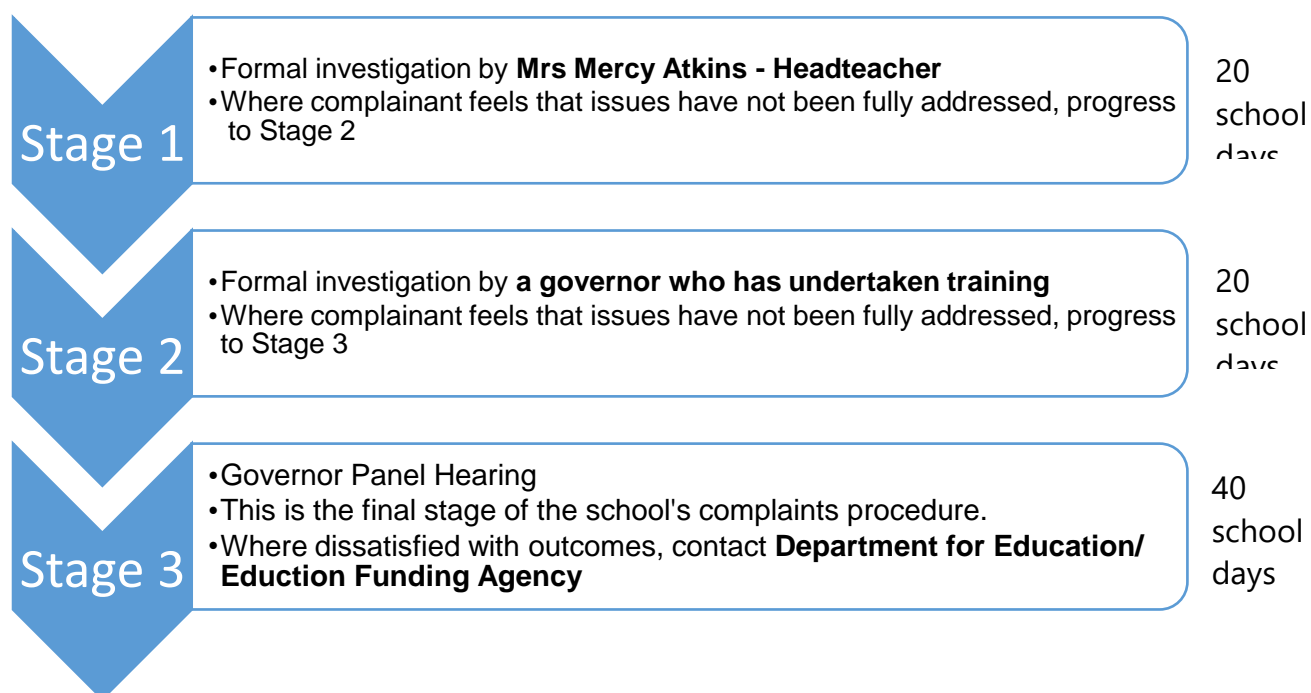 Stage 1
•Formal investigation by Mrs Mercy Atkins - Headteacher
•Where complainant feels that issues have not been fully addressed, progress
to Stage 2
20
school
days
Stage 2
•Formal investigation by a governor who has undertaken training
•Where complainant feels that issues have not been fully addressed, progress
to Stage 3
20
school
days
Stage 3
•Governor Panel Hearing
•This is the final stage of the school's complaints procedure.
•Where dissatisfied with outcomes, contact Department for Education/
Eduction Funding Agency
40
school
days